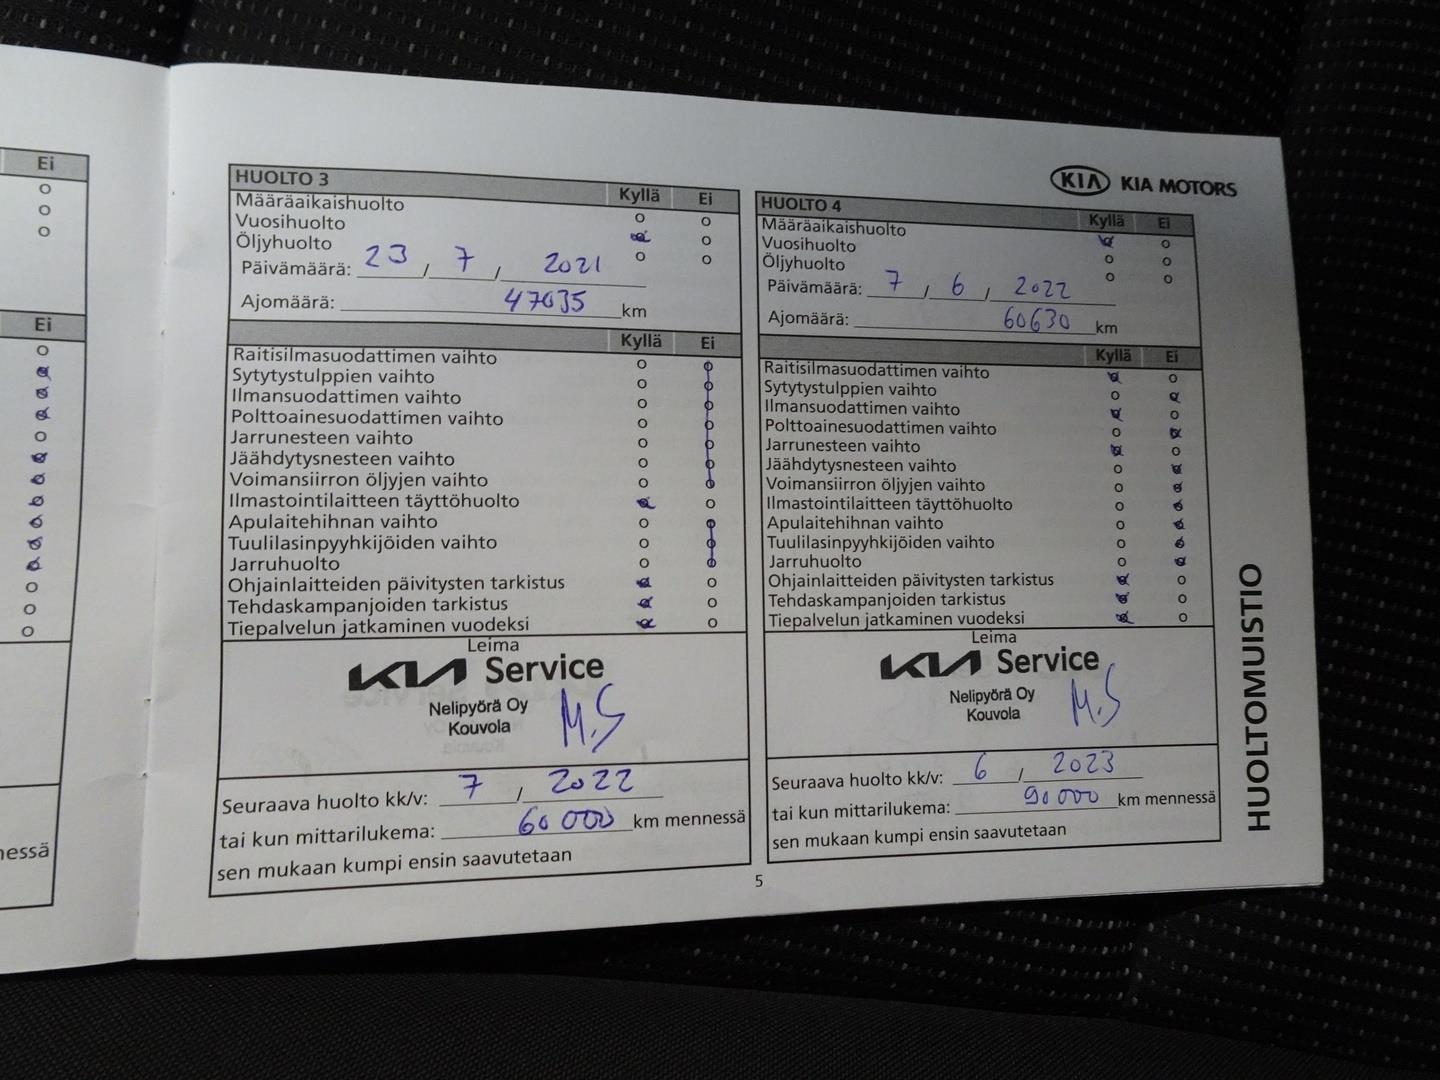 Ei
Ei
nessä
KIA KIA MOTORS
HUOLTO 3
Kyllä Ei
Määräaikaishuolto
Vuosihuolto
Öljyhuolto
Päivämäärä: 23 / 7 / 2021
Ajomäärä: 47035 km
Kyllä Ei
Raitisilmasuodattimen vaihto
Sytytystulppien vaihto
Ilmansuodattimen vaihto
Polttoainesuodattimen vaihto
Jarrunesteen vaihto
Jäähdytysnesteen vaihto
Voimansiirron öljyjen vaihto
Ilmastointilaitteen täyttöhuolto
Apulaitehihnan vaihto
Tuulilasinpyyhkijöiden vaihto
Jarruhuolto
Ohjainlaitteiden päivitysten tarkistus
Tehdaskampanjoiden tarkistus
Tiepalvelun jatkaminen vuodeksi
Leima
KIA Service
Nelipyörä Oy
Kouvola
M.S
Seuraava huolto kk/v: 7 / 2022
tai kun mittarilukema: 60 000 km mennessä
sen mukaan kumpi ensin saavutetaan
HUOLTO 4
Kyllä Ei
Määräaikaishuolto
Vuosihuolto
Öljyhuolto
Päivämäärä: 7 / 6 / 2022
Ajomäärä: 60630 km
Kyllä Ei
Raitisilmasuodattimen vaihto
Sytytystulppien vaihto
Ilmansuodattimen vaihto
Polttoainesuodattimen vaihto
Jarrunesteen vaihto
Jäähdytysnesteen vaihto
Voimansiirron öljyjen vaihto
Ilmastointilaitteen täyttöhuolto
Apulaitehihnan vaihto
Tuulilasinpyyhkijöiden vaihto
Jarruhuolto
Ohjainlaitteiden päivitysten tarkistus
Tehdaskampanjoiden tarkistus
Tiepalvelun jatkaminen vuodeksi
Leima
KIA Service
Nelipyörä Oy
Kouvola
M.S
Seuraava huolto kk/v: 6 / 2023
tai kun mittarilukema: 90 000 km mennessä
sen mukaan kumpi ensin saavutetaan
HUOLTOMUISTIO
5